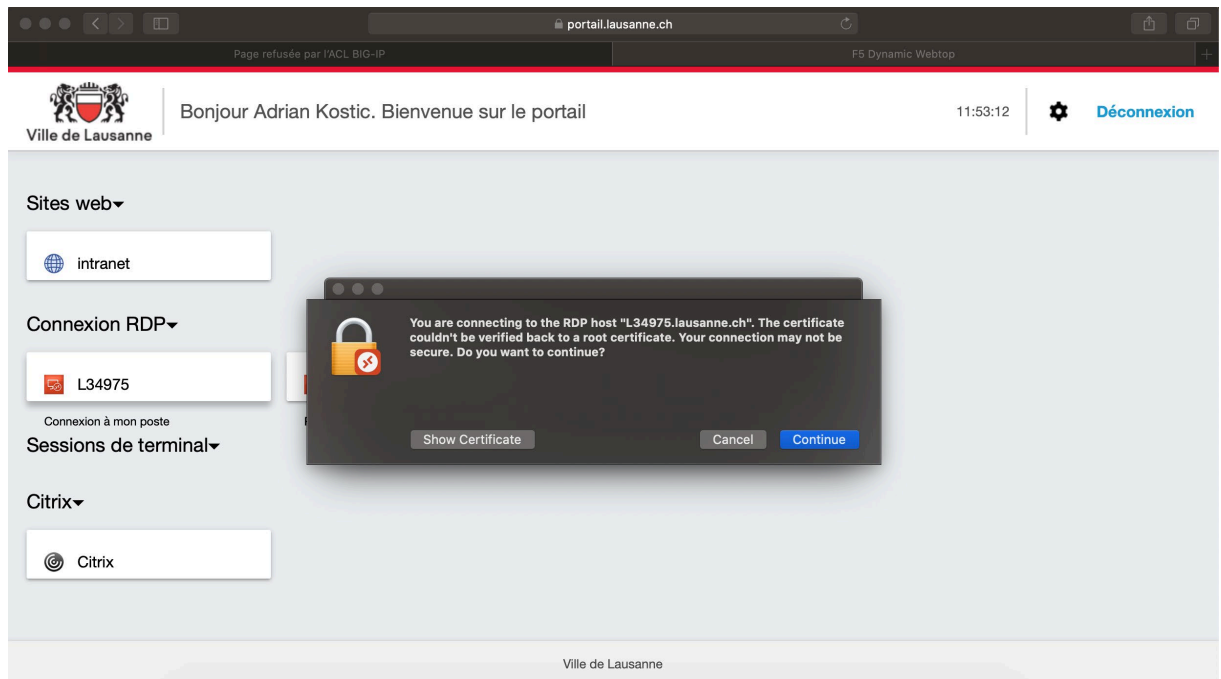 portail.lausanne.ch
Page refusée par l'ACL BIG-IP
F5 Dynamic Webtop
Ville de Lausanne
Bonjour Adrian Kostic. Bienvenue sur le portail
11:53:12
Déconnexion
Sites web
intranet
Connexion RDP
L34975
Connexion à mon poste
You are connecting to the RDP host "L34975.lausanne.ch". The certificate
couldn't be verified back to a root certificate. Your connection may not be
secure. Do you want to continue?
Show Certificate
Cancel
Continue
Sessions de terminal
Citrix
Citrix
Ville de Lausanne